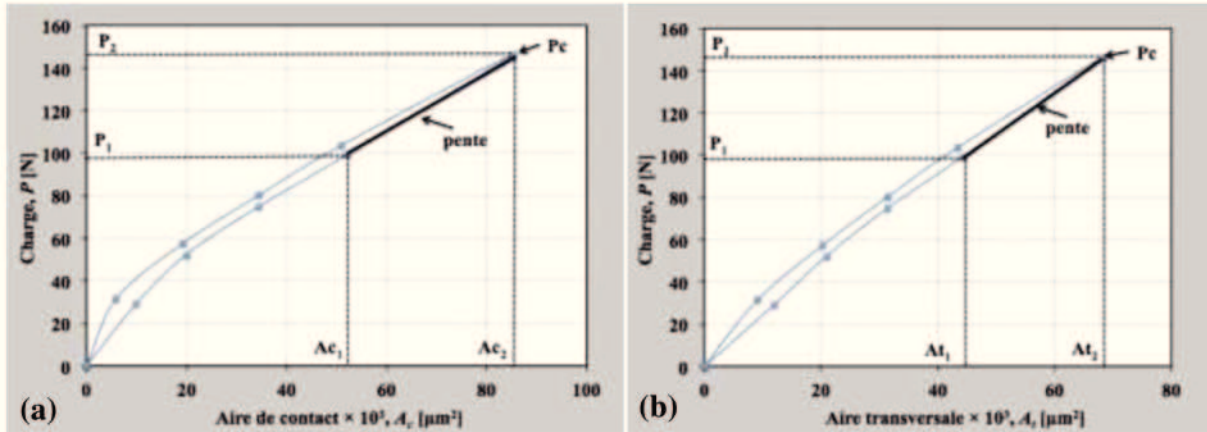 160
140
120
100
80
60
40
20
0
Charge, P [N]
P2
P1
Pc
pente
Ac1
Ac2
0 20 40 60 80 100
Aire de contact × 10³, Ac [µm²]
(a)
160
140
120
100
80
60
40
20
0
Charge, P [N]
P2
P1
Pc
pente
At1
At2
0 20 40 60 80
Aire transversale × 10³, At [µm²]
(b)